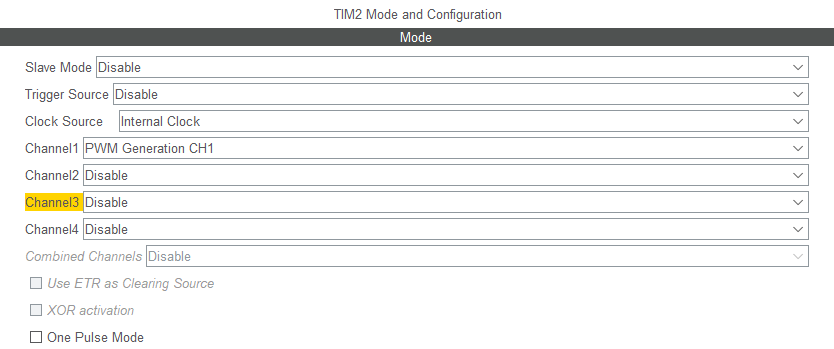 TIM2 Mode and Configuration
Mode
Slave Mode Disable
Trigger Source Disable
Clock Source Internal Clock
Channel1 PWM Generation CH1
Channel2 Disable
Channel3 Disable
Channel4 Disable
Combined Channels Disable
Use ETR as Clearing Source
XOR activation
One Pulse Mode